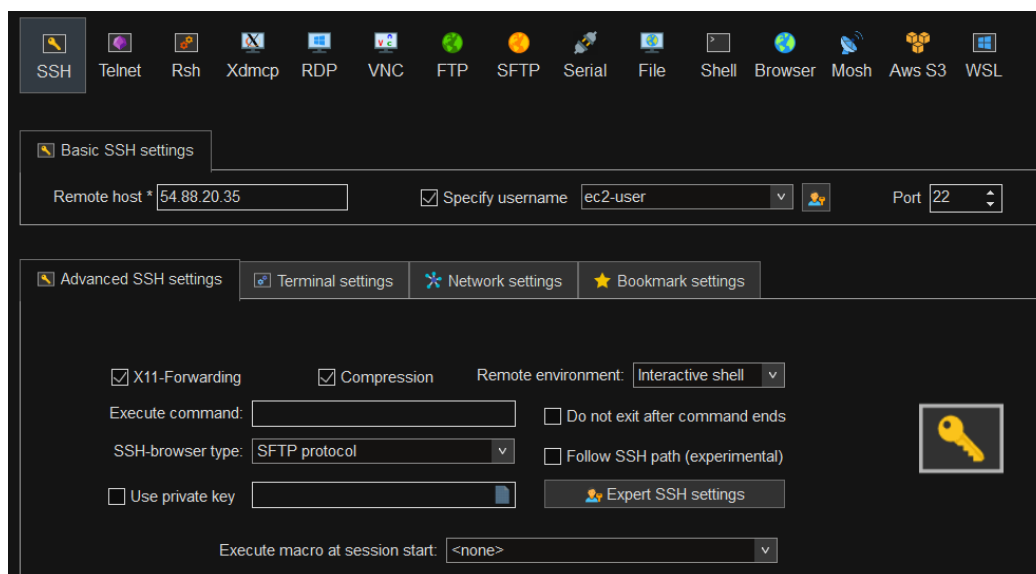 SSH Telnet Rsh Xdmcp RDP VNC FTP SFTP Serial File Shell Browser Mosh Aws S3 WSL
Basic SSH settings
Remote host * 54.88.20.35 Specify username ec2-user Port 22
Advanced SSH settings Terminal settings Network settings Bookmark settings
X11-Forwarding Compression Remote environment: Interactive shell
Execute command: Do not exit after command ends
SSH-browser type: SFTP protocol Follow SSH path (experimental)
Use private key Expert SSH settings
Execute macro at session start: <none>